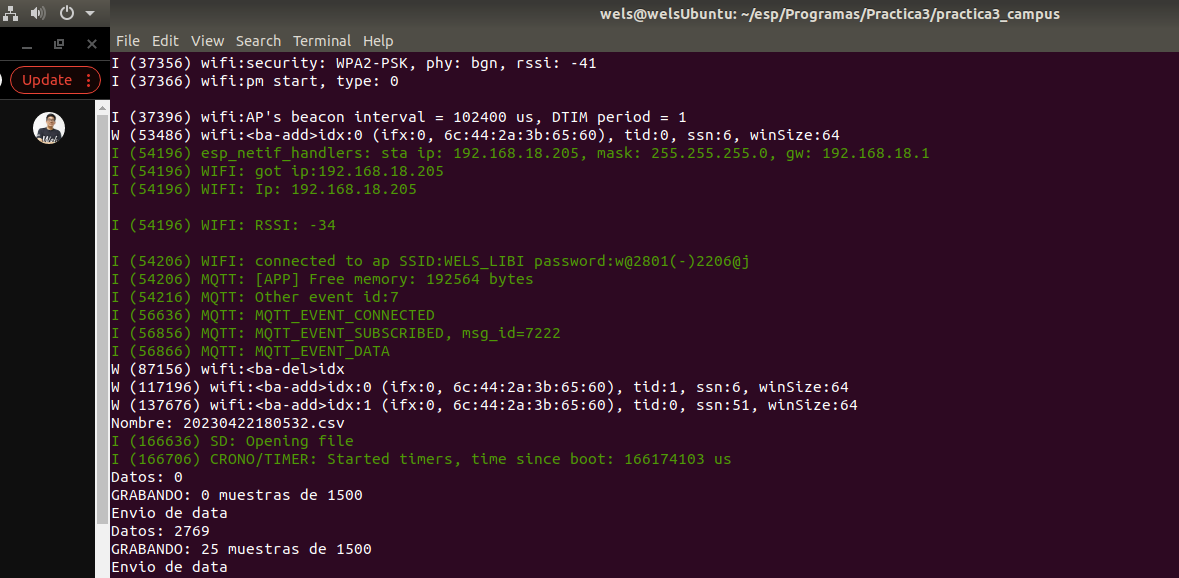 wels@welsUbuntu: ~/esp/Programas/Practica3/practica3_campus
File Edit View Search Terminal Help
Update
I (37356) wifi:security: WPA2-PSK, phy: bgn, rssi: -41
I (37366) wifi:pm start, type: 0
I (37396) wifi:AP's beacon interval = 102400 us, DTIM period = 1
W (53486) wifi:<ba-add>idx:0 (ifx:0, 6c:44:2a:3b:65:60), tid:0, ssn:6, winSize:64
I (54196) esp_netif_handlers: sta ip: 192.168.18.205, mask: 255.255.255.0, gw: 192.168.18.1
I (54196) WIFI: got ip:192.168.18.205
I (54196) WIFI: Ip: 192.168.18.205
I (54196) WIFI: RSSI: -34
I (54206) WIFI: connected to ap SSID:WELS_LIBI password:w@2801(-)2206@j
I (54206) MQTT: [APP] Free memory: 192564 bytes
I (54216) MQTT: Other event id:7
I (56636) MQTT: MQTT_EVENT_CONNECTED
I (56856) MQTT: MQTT_EVENT_SUBSCRIBED, msg_id=7222
I (56866) MQTT: MQTT_EVENT_DATA
W (87156) wifi:<ba-del>idx
W (117196) wifi:<ba-add>idx:0 (ifx:0, 6c:44:2a:3b:65:60), tid:1, ssn:6, winSize:64
W (137676) wifi:<ba-add>idx:1 (ifx:0, 6c:44:2a:3b:65:60), tid:0, ssn:51, winSize:64
Nombre: 20230422180532.csv
I (166636) SD: Opening file
I (166706) CRONO/TIMER: Started timers, time since boot: 166174103 us
Datos: 0
GRABANDO: 0 muestras de 1500
Envio de data
Datos: 2769
GRABANDO: 25 muestras de 1500
Envio de data